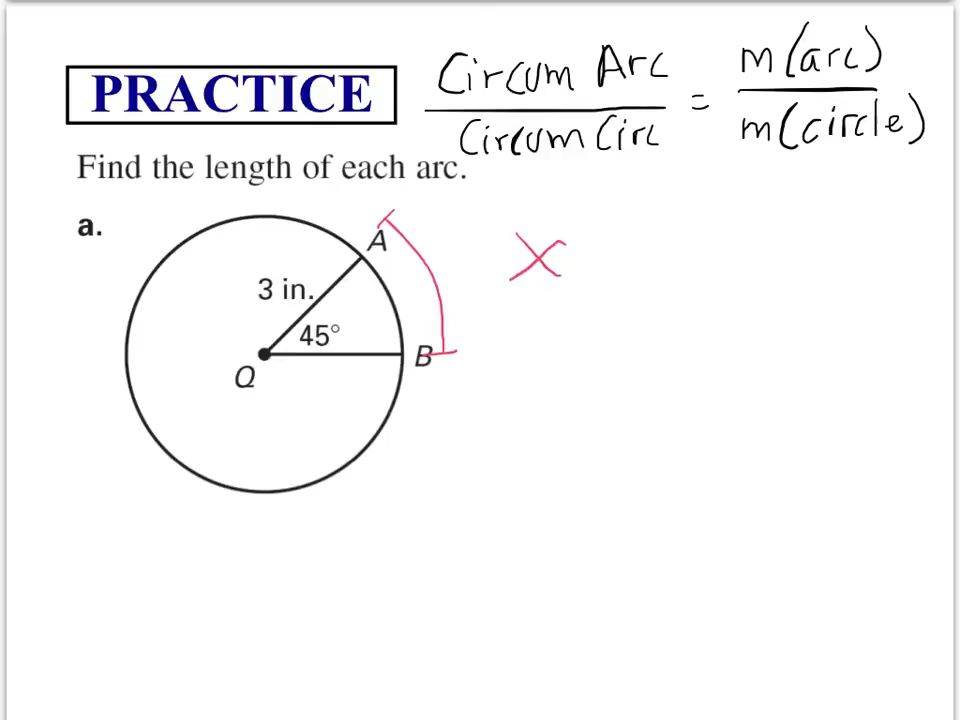 PRACTICE
Circum Arc / Circum Circ = m(arc) / m(circle)
Find the length of each arc.
a.
A
x
3 in.
45°
B
Q